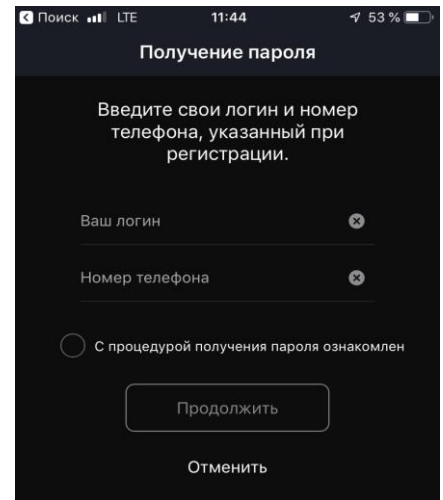 Поиск LTE 11:44 53 %
Получение пароля
Введите свои логин и номер
телефона, указанный при
регистрации.
Ваш логин
Номер телефона
С процедурой получения пароля ознакомлен
Продолжить
Отменить